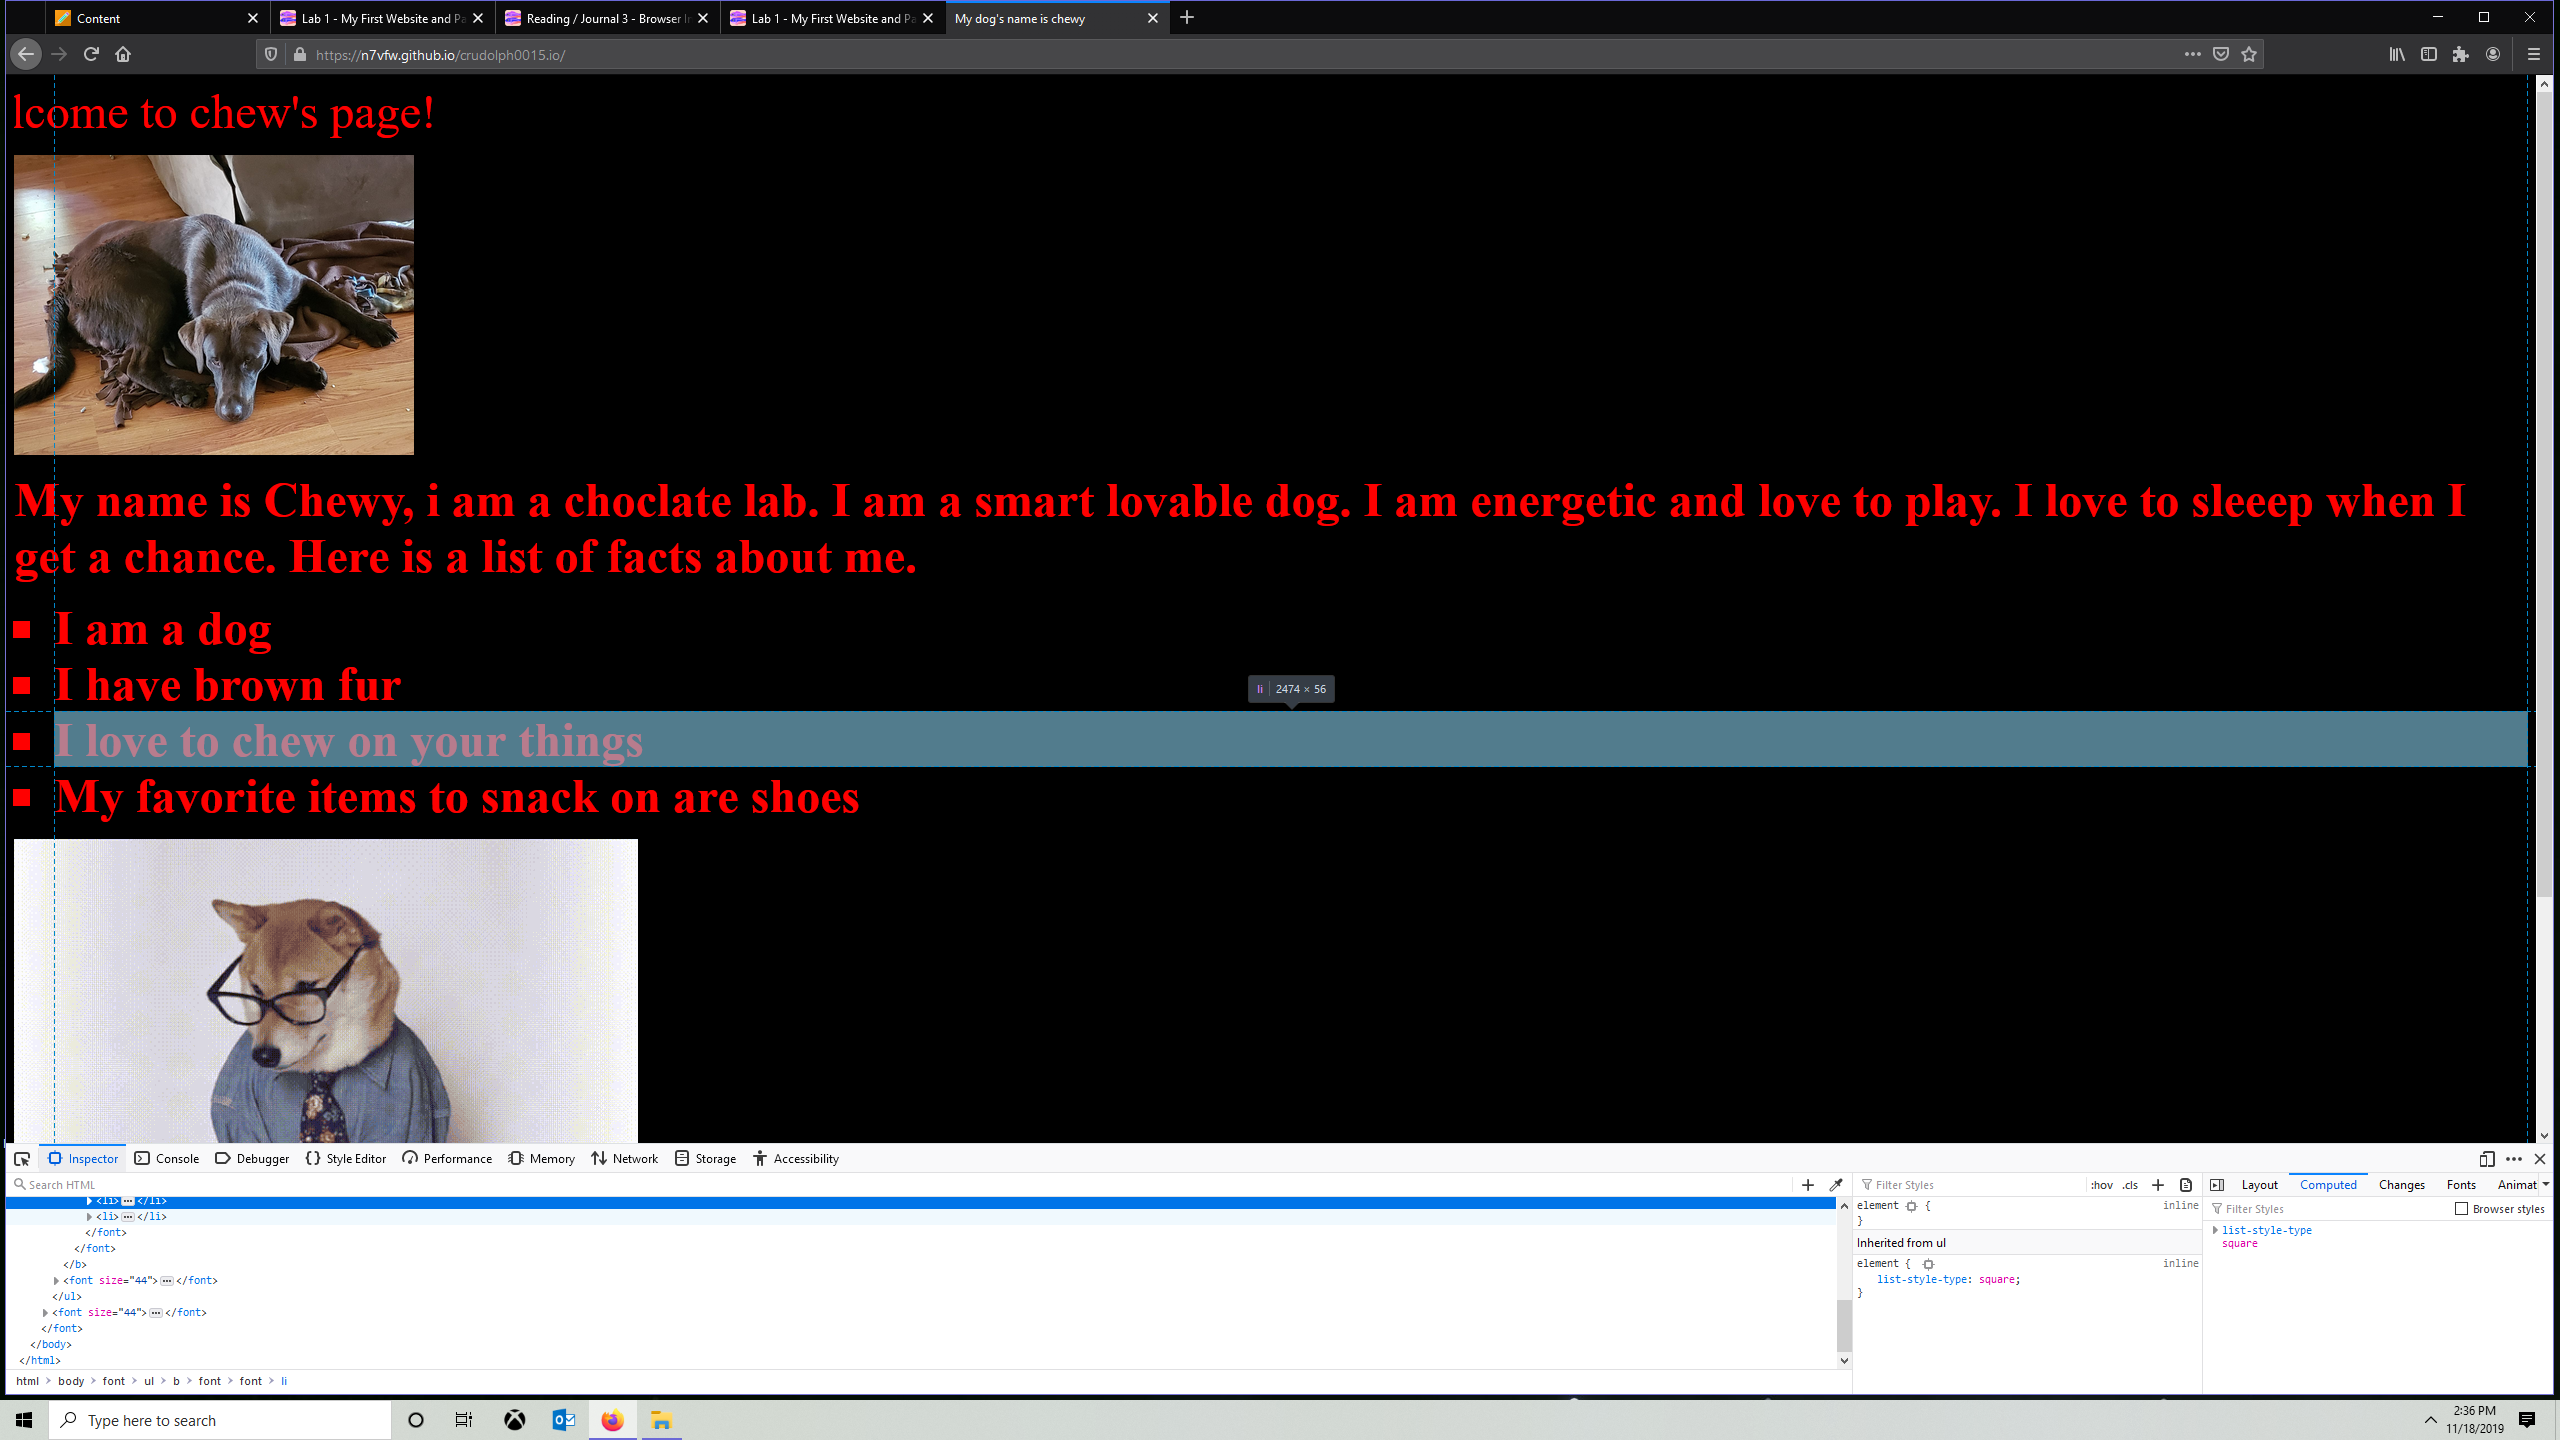 Content
Lab 1 - My First Website and Pa
Reading / Journal 3 - Browser In
Lab 1 - My First Website and Pa
My dog's name is chewy
https://n7vfw.github.io/crudolph0015.io/
lcome to chew's page!
My name is Chewy, i am a choclate lab. I am a smart lovable dog. I am energetic and love to play. I love to sleeep when I
get a chance. Here is a list of facts about me.
I am a dog
I have brown fur
li 2474 × 56
I love to chew on your things
My favorite items to snack on are shoes
Inspector Console Debugger Style Editor Performance Memory Network Storage Accessibility
Search HTML
<li> ••• </li>
<li> ••• </li>
</font>
</font>
</b>
<font size="44"> ••• </font>
</ul>
<font size="44"> ••• </font>
</font>
</body>
</html>
html > body > font > ul > b > font > font > li
Filter Styles :hov .cls
element { inline
}
Inherited from ul
element { inline
list-style-type: square;
}
Layout Computed Changes Fonts Animat
Filter Styles Browser styles
list-style-type
square
Type here to search
2:36 PM
11/18/2019